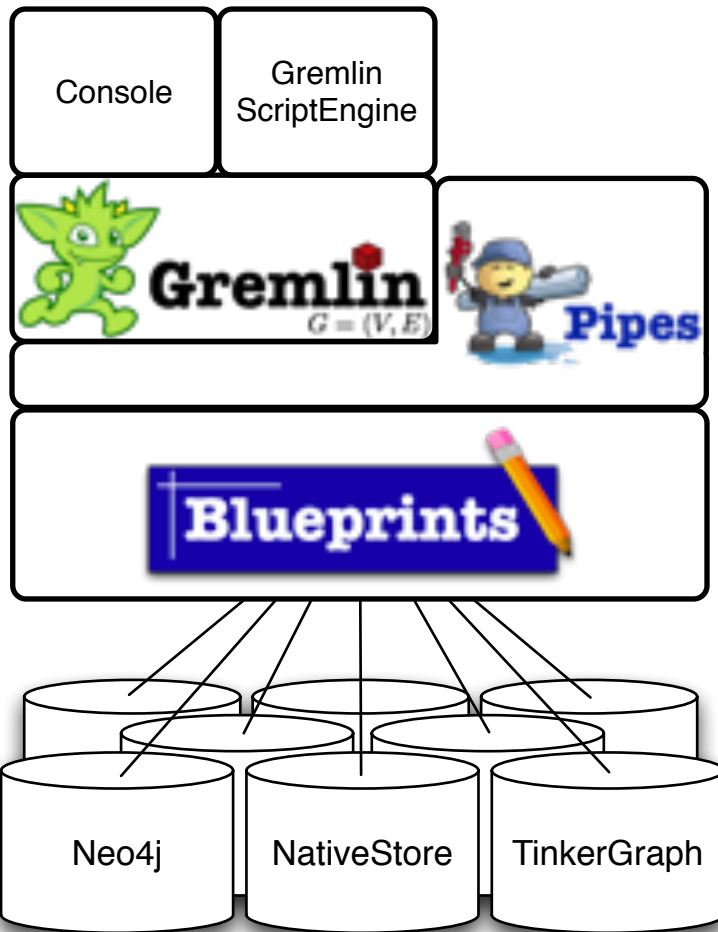 Console
Gremlin
ScriptEngine
Gremlin
G = (V, E)
Pipes
Blueprints
Neo4j
NativeStore
TinkerGraph